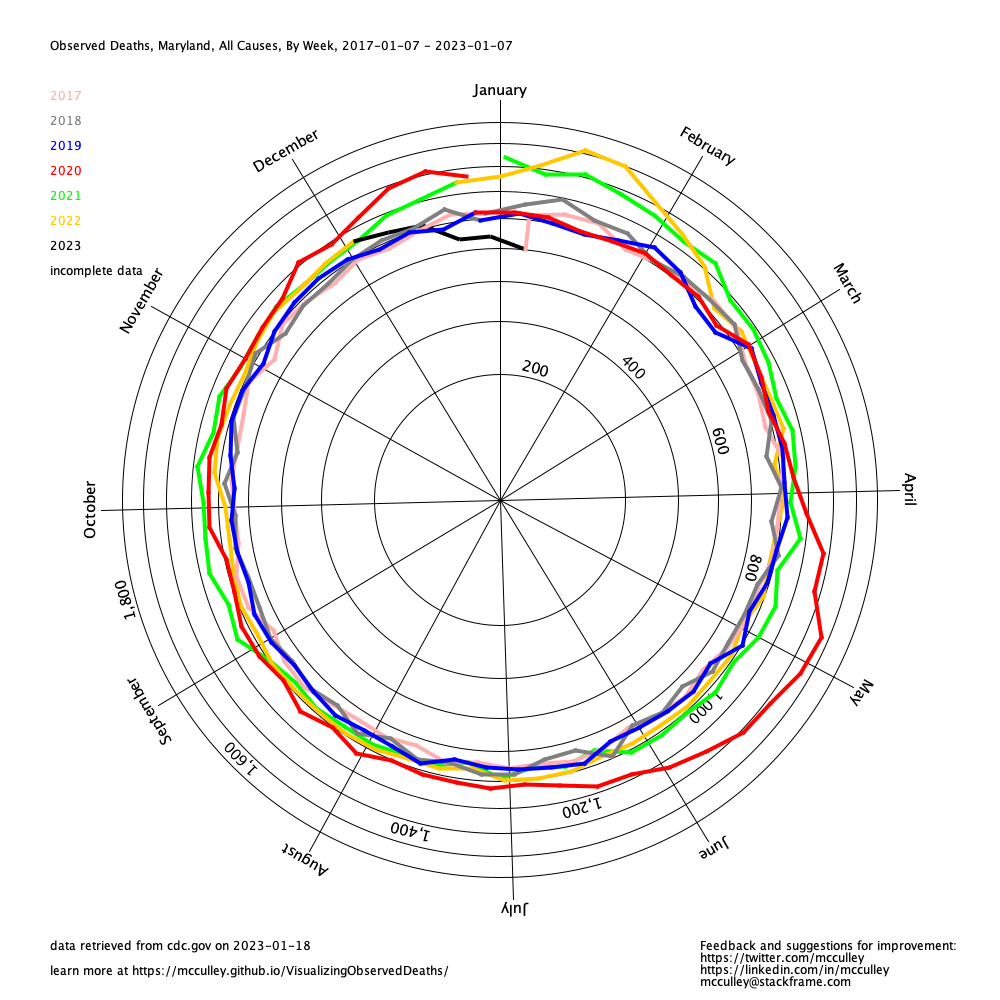 Observed Deaths, Maryland, All Causes, By Week, 2017-01-07 - 2023-01-07
January
2017
2018
2019
2020
2021
2022
2023
incomplete data
December
February
November
March
200
400
600
October
April
800
1,800
May
September
1,000
1,600
1,200
1,400
June
August
July
data retrieved from cdc.gov on 2023-01-18
learn more at https://mcculley.github.io/VisualizingObservedDeaths/
Feedback and suggestions for improvement:
https://twitter.com/mcculley
https://linkedin.com/in/mcculley
mcculley@stackframe.com